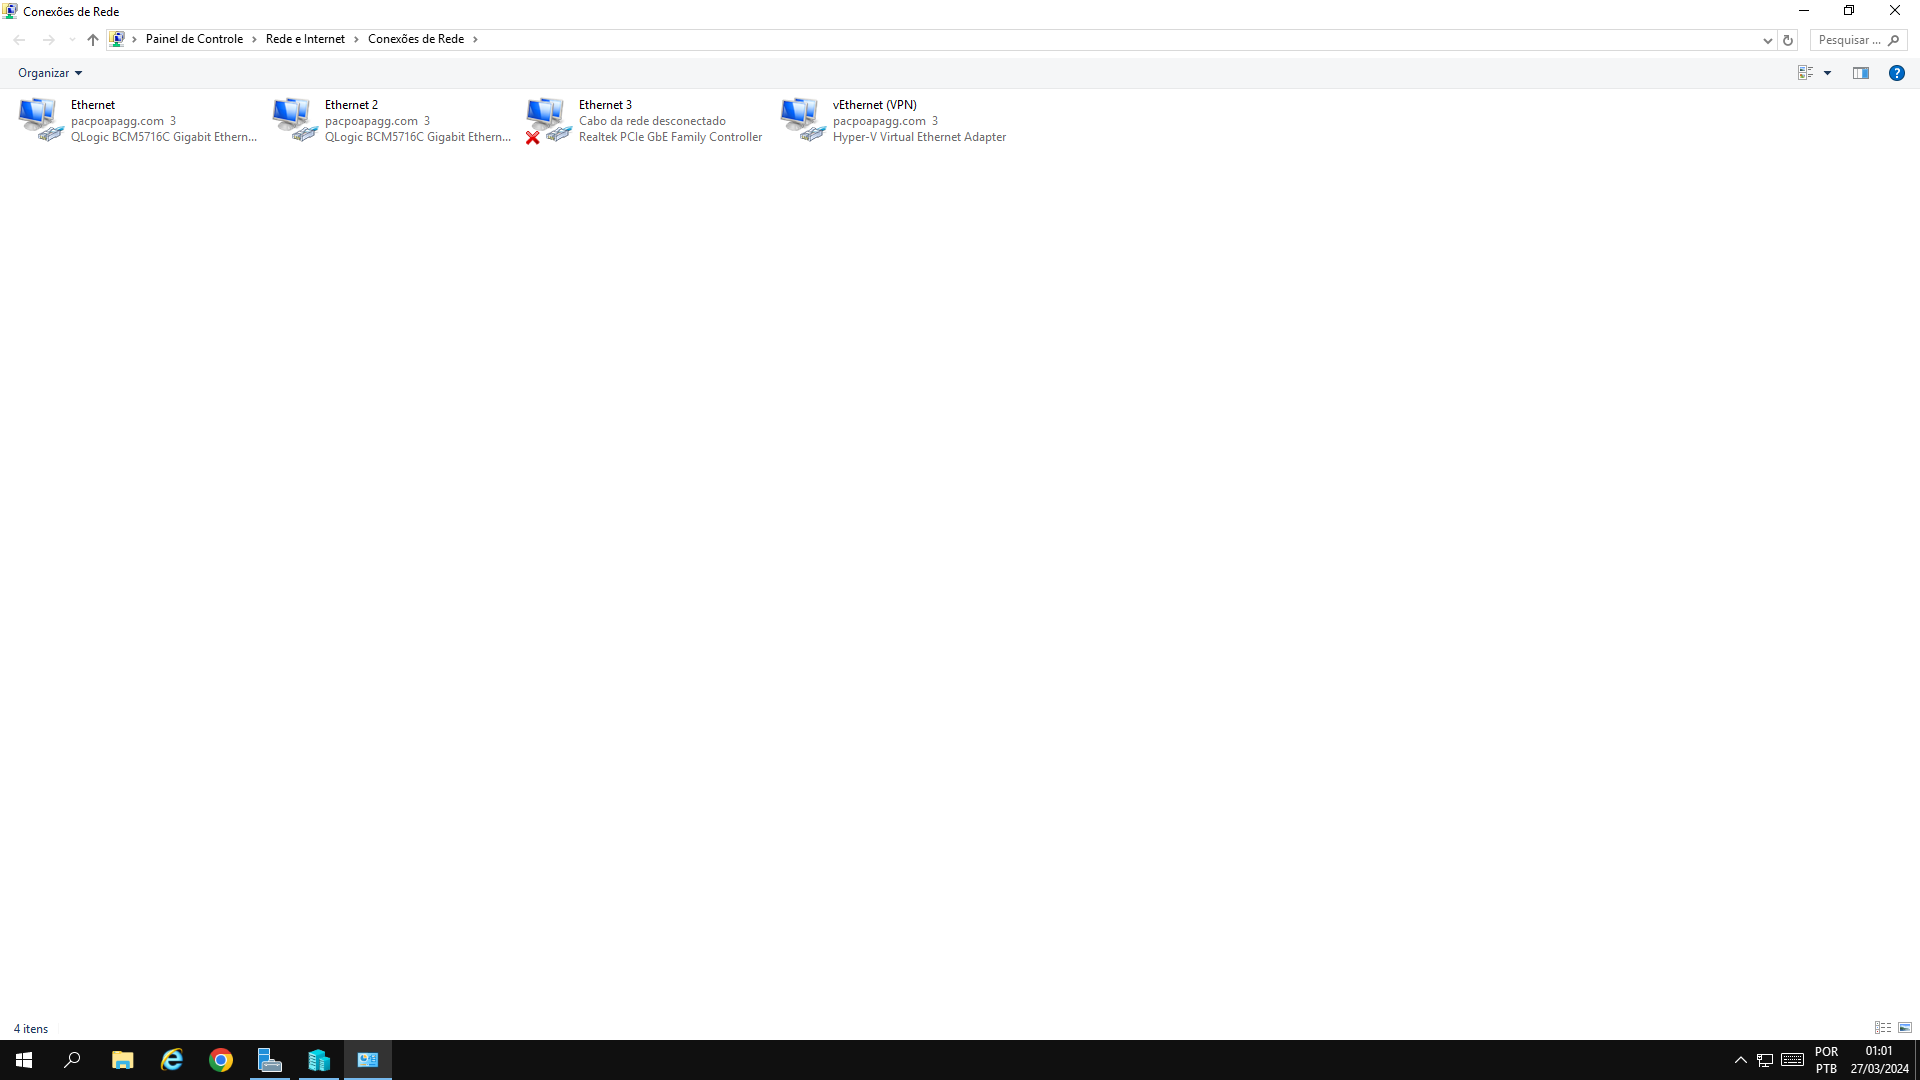 Conexões de Rede
Painel de Controle Rede e Internet Conexões de Rede
Pesquisar ...
Organizar
Ethernet
pacpoapagg.com 3
QLogic BCM5716C Gigabit Ethern...
Ethernet 2
pacpoapagg.com 3
QLogic BCM5716C Gigabit Ethern...
Ethernet 3
Cabo da rede desconectado
Realtek PCIe GbE Family Controller
vEthernet (VPN)
pacpoapagg.com 3
Hyper-V Virtual Ethernet Adapter
4 itens
POR
PTB
01:01
27/03/2024